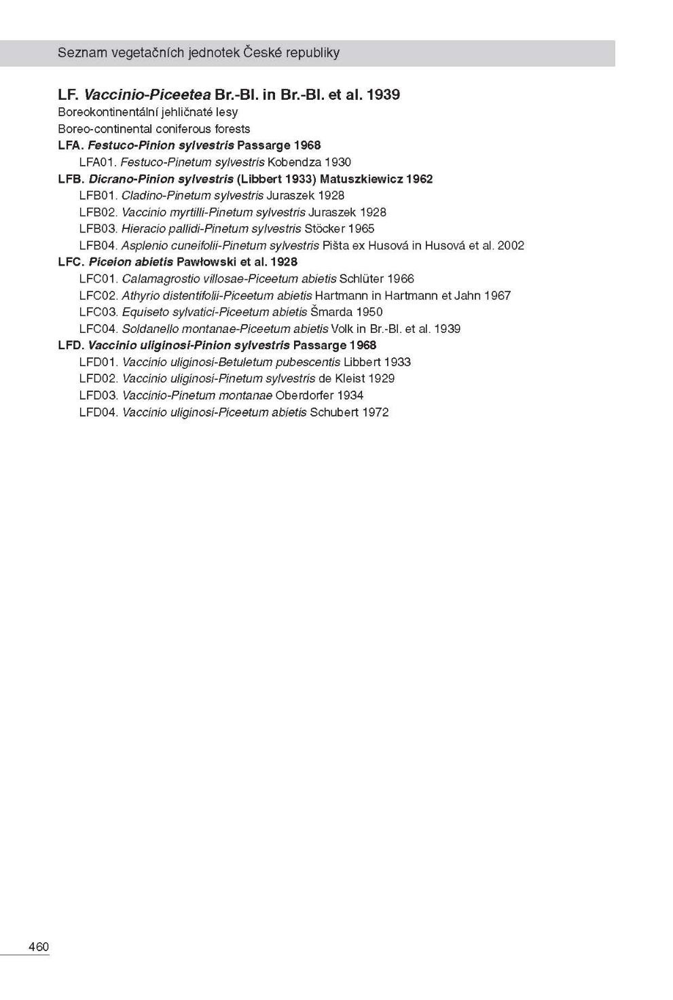 Seznam vegetačních jednotek České republiky
LF. Vaccinio-Piceetea Br.-Bl. in Br.-Bl. et al. 1939
Boreokontinentální jehličnaté lesy
Boreo-continental coniferous forests
LFA. Festuco-Pinion sylvestris Passarge 1968
LFA01. Festuco-Pinetum sylvestris Kobendza 1930
LFB. Dicrano-Pinion sylvestris (Libbert 1933) Matuszkiewicz 1962
LFB01. Cladino-Pinetum sylvestris Juraszek 1928
LFB02. Vaccinio myrtilli-Pinetum sylvestris Juraszek 1928
LFB03. Hieracio pallidi-Pinetum sylvestris Stöcker 1965
LFB04. Asplenio cuneifolii-Pinetum sylvestris Pišta ex Husová in Husová et al. 2002
LFC. Piceion abietis Pawłowski et al. 1928
LFC01. Calamagrostio villosae-Piceetum abietis Schlüter 1966
LFC02. Athyrio distentifolii-Piceetum abietis Hartmann in Hartmann et Jahn 1967
LFC03. Equiseto sylvatici-Piceetum abietis Šmarda 1950
LFC04. Soldanello montanae-Piceetum abietis Volk in Br.-Bl. et al. 1939
LFD. Vaccinio uliginosi-Pinion sylvestris Passarge 1968
LFD01. Vaccinio uliginosi-Betuletum pubescentis Libbert 1933
LFD02. Vaccinio uliginosi-Pinetum sylvestris de Kleist 1929
LFD03. Vaccinio-Pinetum montanae Oberdorfer 1934
LFD04. Vaccinio uliginosi-Piceetum abietis Schubert 1972
460